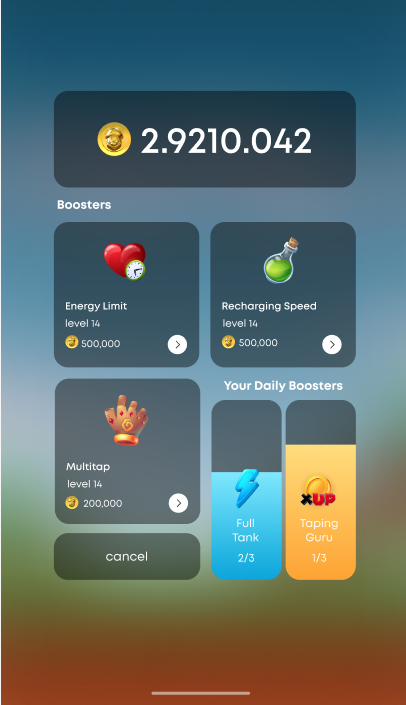 2.9210.042
Boosters
Energy Limit
level 14
500,000
Recharging Speed
level 14
500,000
Multitap
level 14
200,000
cancel
Your Daily Boosters
Full
Tank
2/3
xUP
Taping
Guru
1/3